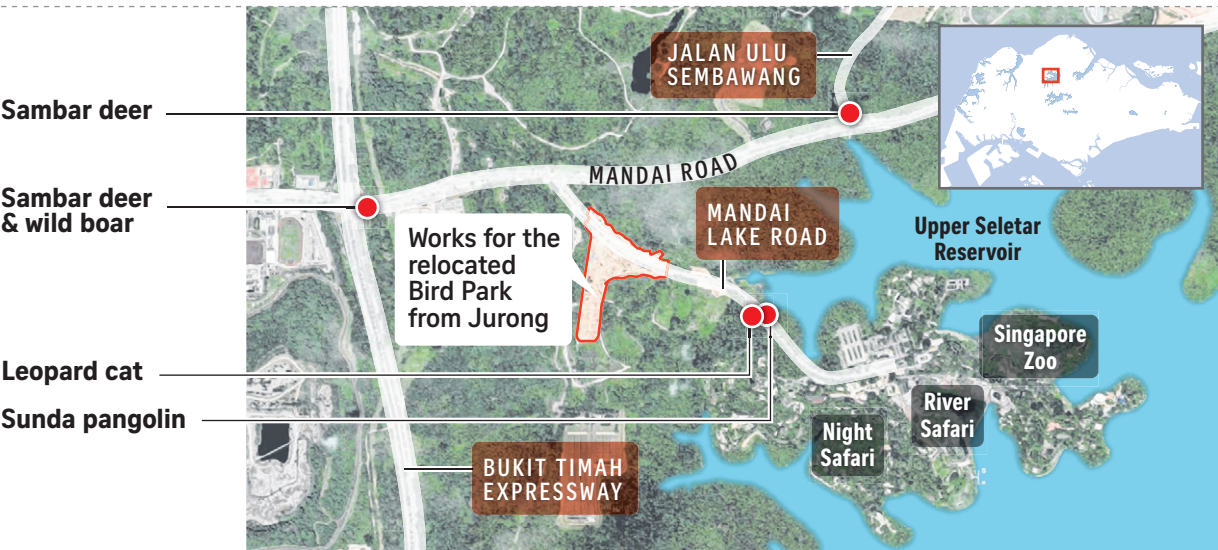 JALAN ULU
SEMBAWANG
Sambar deer
MANDAI ROAD
Sambar deer
& wild boar
MANDAI
LAKE ROAD
Upper Seletar
Reservoir
Works for the
relocated
Bird Park
from Jurong
Singapore
Zoo
Leopard cat
River
Safari
Sunda pangolin
Night
Safari
BUKIT TIMAH
EXPRESSWAY